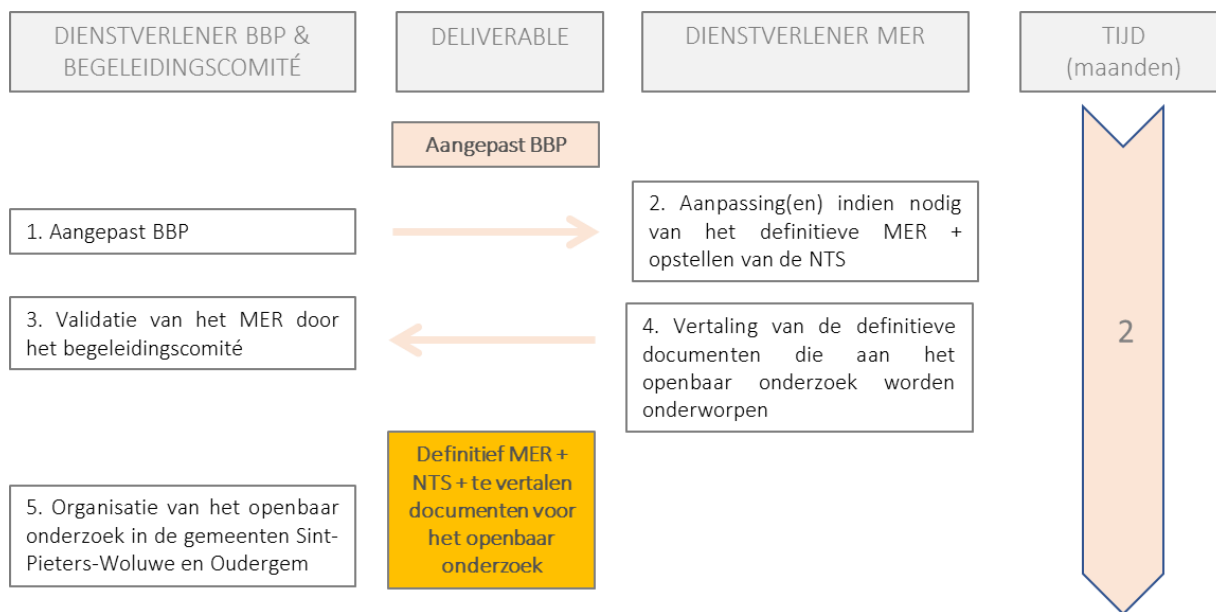 DIENSTVERLENER BBP &
BEGELEIDINGSCOMITÉ
DELIVERABLE
DIENSTVERLENER MER
TIJD
(maanden)
Aangepast BBP
1. Aangepast BBP
2. Aanpassing(en) indien nodig
van het definitieve MER +
opstellen van de NTS
3. Validatie van het MER door
het begeleidingscomité
4. Vertaling van de definitieve
documenten die aan het
openbaar onderzoek worden
onderworpen
2
Definitief MER +
NTS + te vertalen
documenten voor
het openbaar
onderzoek
5. Organisatie van het openbaar
onderzoek in de gemeenten Sint-
Pieters-Woluwe en Oudergem